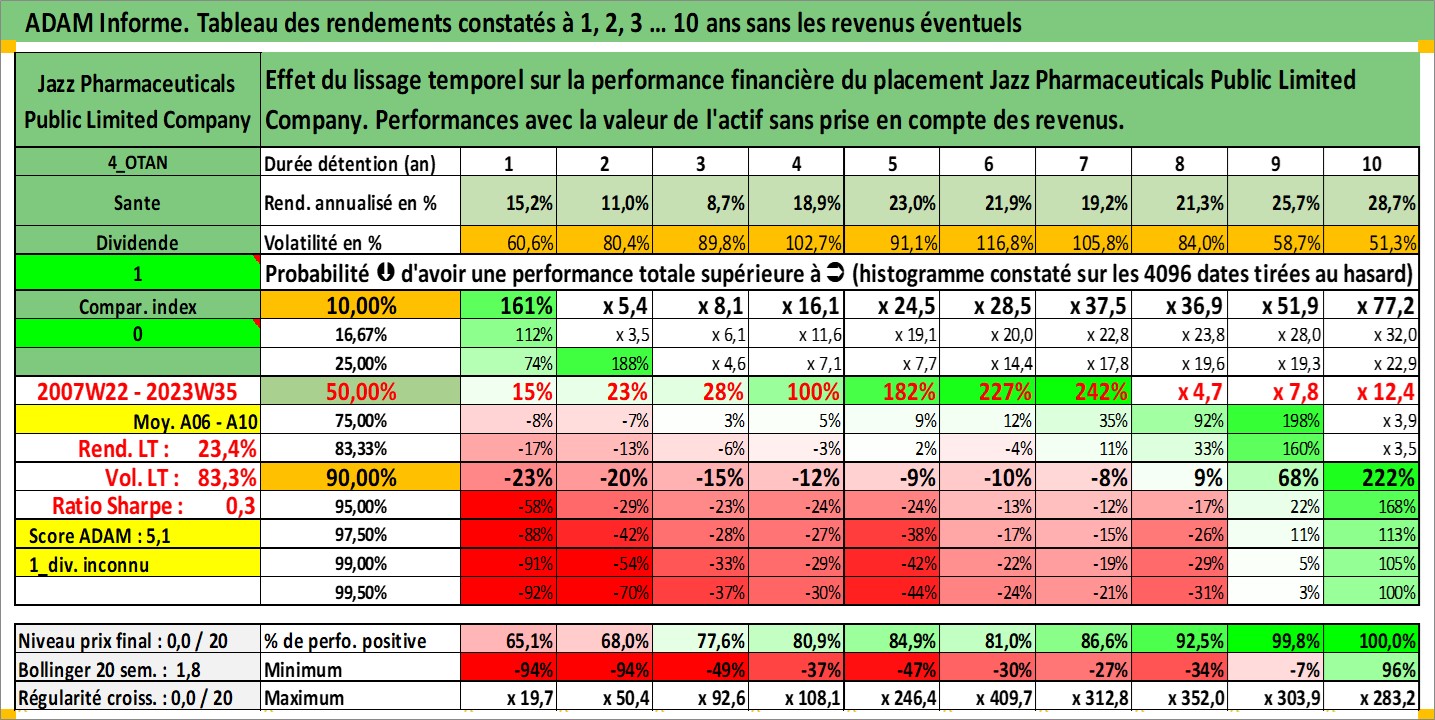 ADAM Informe. Tableau des rendements constatés à 1, 2, 3 ... 10 ans sans les revenus éventuels
Jazz Pharmaceuticals Public Limited Company
Effet du lissage temporel sur la performance financière du placement Jazz Pharmaceuticals Public Limited
Company. Performances avec la valeur de l'actif sans prise en compte des revenus.
4_OTAN Durée détention (an) 1 2 3 4 5 6 7 8 9 10
Sante Rend. annualisé en % 15,2% 11,0% 8,7% 18,9% 23,0% 21,9% 19,2% 21,3% 25,7% 28,7%
Dividende Volatilité en % 60,6% 80,4% 89,8% 102,7% 91,1% 116,8% 105,8% 84,0% 58,7% 51,3%
1 Probabilité ⬇ d'avoir une performance totale supérieure à ➲ (histogramme constaté sur les 4096 dates tirées au hasard)
Compar. index 10,00% 161% x 5,4 x 8,1 x 16,1 x 24,5 x 28,5 x 37,5 x 36,9 x 51,9 x 77,2
0 16,67% 112% x 3,5 x 6,1 x 11,6 x 19,1 x 20,0 x 22,8 x 23,8 x 28,0 x 32,0
25,00% 74% 188% x 4,6 x 7,1 x 7,7 x 14,4 x 17,8 x 19,6 x 19,3 x 22,9
2007W22 - 2023W35 50,00% 15% 23% 28% 100% 182% 227% 242% x 4,7 x 7,8 x 12,4
Moy. A06 - A10 75,00% -8% -7% 3% 5% 9% 12% 35% 92% 198% x 3,9
Rend. LT : 23,4% 83,33% -17% -13% -6% -3% 2% -4% 11% 33% 160% x 3,5
Vol. LT : 83,3% 90,00% -23% -20% -15% -12% -9% -10% -8% 9% 68% 222%
Ratio Sharpe : 0,3 95,00% -58% -29% -23% -24% -24% -13% -12% -17% 22% 168%
Score ADAM : 5,1 97,50% -88% -42% -28% -27% -38% -17% -15% -26% 11% 113%
1_div. inconnu 99,00% -91% -54% -33% -29% -42% -22% -19% -29% 5% 105%
99,50% -92% -70% -37% -30% -44% -24% -21% -31% 3% 100%
Niveau prix final : 0,0 / 20 % de perfo. positive 65,1% 68,0% 77,6% 80,9% 84,9% 81,0% 86,6% 92,5% 99,8% 100,0%
Bollinger 20 sem. : 1,8 Minimum -94% -94% -49% -37% -47% -30% -27% -34% -7% 96%
Régularité croiss. : 0,0 / 20 Maximum x 19,7 x 50,4 x 92,6 x 108,1 x 246,4 x 409,7 x 312,8 x 352,0 x 303,9 x 283,2